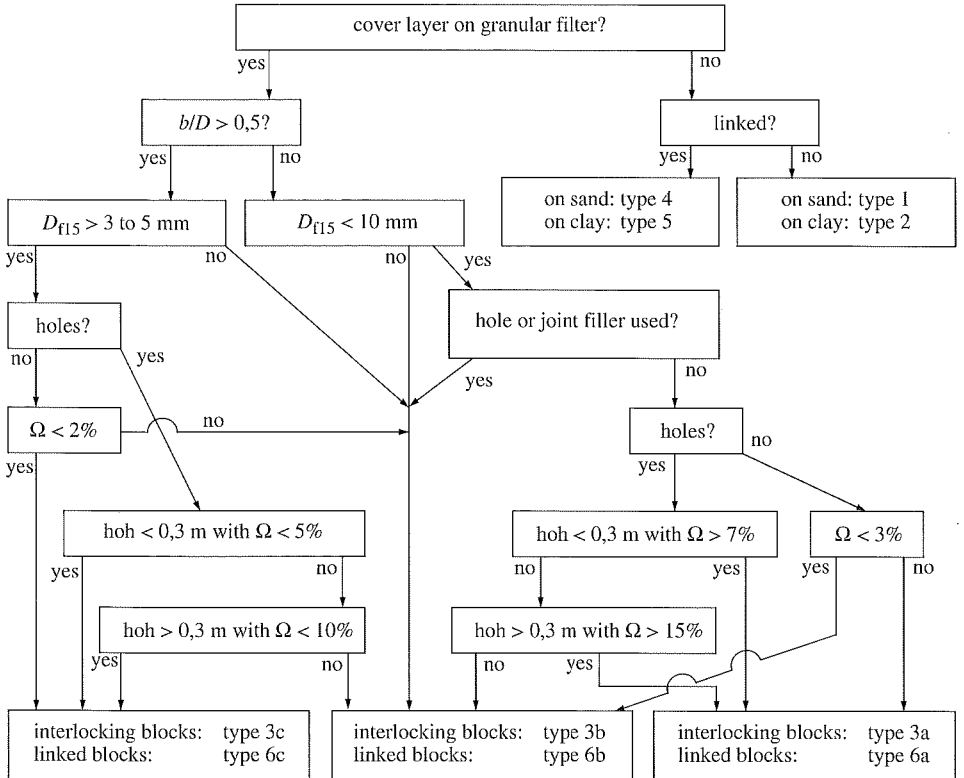 cover layer on granular filter?
yes
no
b/D > 0,5?
linked?
yes
no
yes
no
on sand: type 4
on clay: type 5
on sand: type 1
on clay: type 2
Df15 > 3 to 5 mm
Df15 < 10 mm
yes
no
no
yes
holes?
hole or joint filler used?
no
yes
yes
no
Ω < 2%
no
holes?
no
yes
yes
hoh < 0,3 m with Ω < 5%
hoh < 0,3 m with Ω > 7%
Ω < 3%
yes
no
no
yes
yes
no
hoh > 0,3 m with Ω < 10%
hoh > 0,3 m with Ω > 15%
yes
no
no
yes
interlocking blocks: type 3c
linked blocks: type 6c
interlocking blocks: type 3b
linked blocks: type 6b
interlocking blocks: type 3a
linked blocks: type 6a